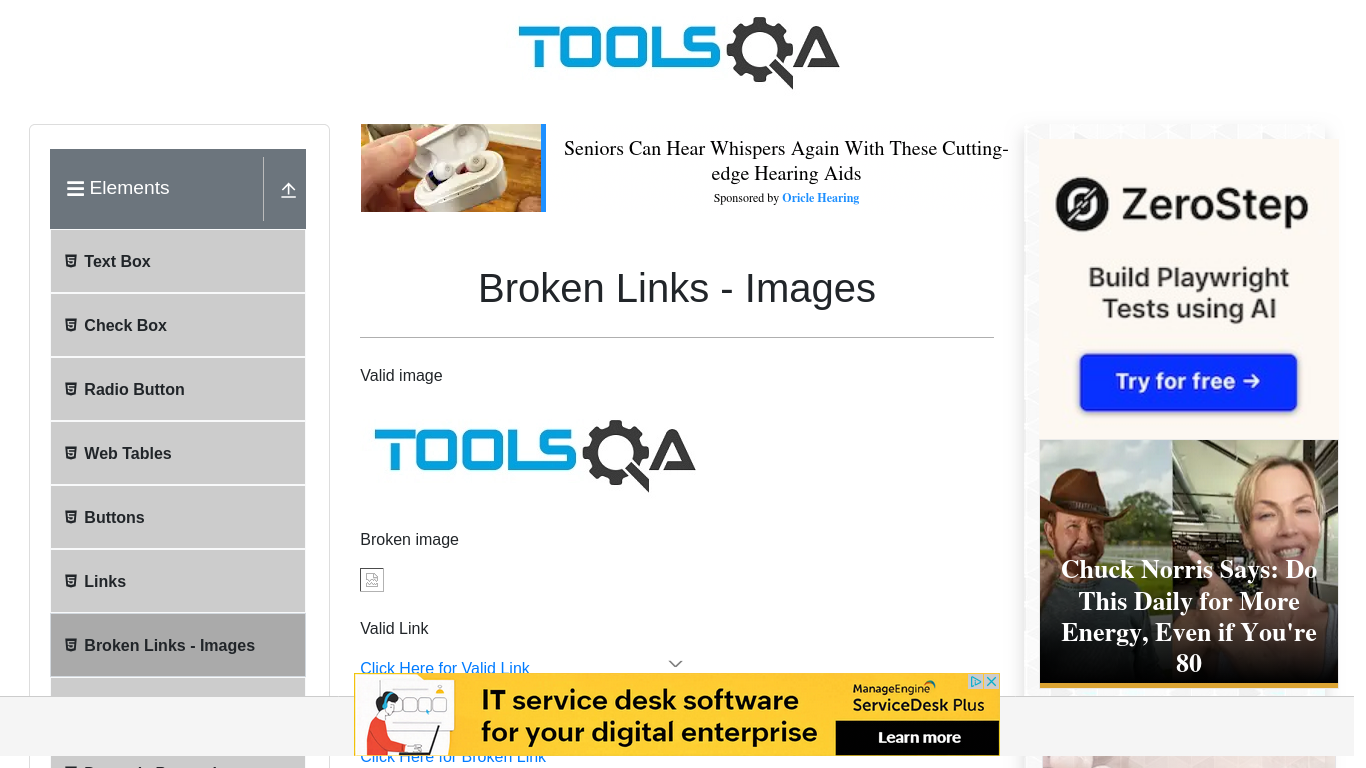 TOOLSQA
Elements
Text Box
Check Box
Radio Button
Web Tables
Buttons
Links
Broken Links - Images
Seniors Can Hear Whispers Again With These Cutting-
edge Hearing Aids
Sponsored by Oricle Hearing
Broken Links - Images
Valid image
TOOLSQA
Broken image
Valid Link
Click Here for Valid Link
IT service desk software
for your digital enterprise
ManageEngine
ServiceDesk Plus
Learn more
Click Here for Broken Link
ZeroStep
Build Playwright
Tests using AI
Try for free →
Chuck Norris Says: Do
This Daily for More
Energy, Even if You're
80